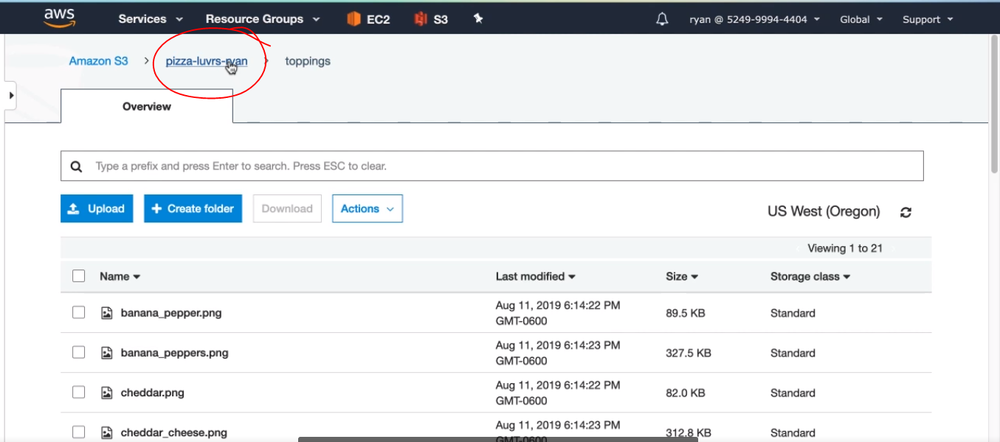 aws Services Resource Groups EC2 S3 ryan @ 5249-9994-4404 Global Support
Amazon S3 > pizza-luvrs-ryan > toppings
Overview
Type a prefix and press Enter to search. Press ESC to clear.
Upload + Create folder Download Actions US West (Oregon)
Viewing 1 to 21
Name Last modified Size Storage class
banana_pepper.png Aug 11, 2019 6:14:22 PM 89.5 KB Standard
GMT-0600
banana_peppers.png Aug 11, 2019 6:14:23 PM 327.5 KB Standard
GMT-0600
cheddar.png Aug 11, 2019 6:14:22 PM 82.0 KB Standard
GMT-0600
cheddar_cheese.png Aug 11, 2019 6:14:23 PM 312.8 KB Standard
GMT-0600